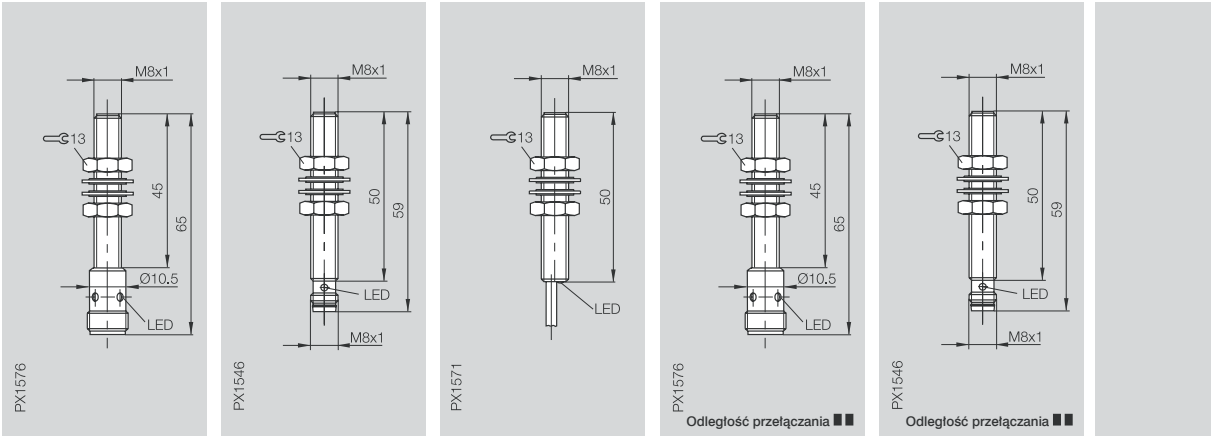 M8x1
13
45
65
Ø10.5
LED
PX1576
M8x1
13
50
59
LED
M8x1
PX1546
M8x1
13
50
LED
PX1571
M8x1
13
45
65
Ø10.5
LED
PX1576
Odległość przełączania ■■
M8x1
13
50
59
LED
M8x1
PX1546
Odległość przełączania ■■